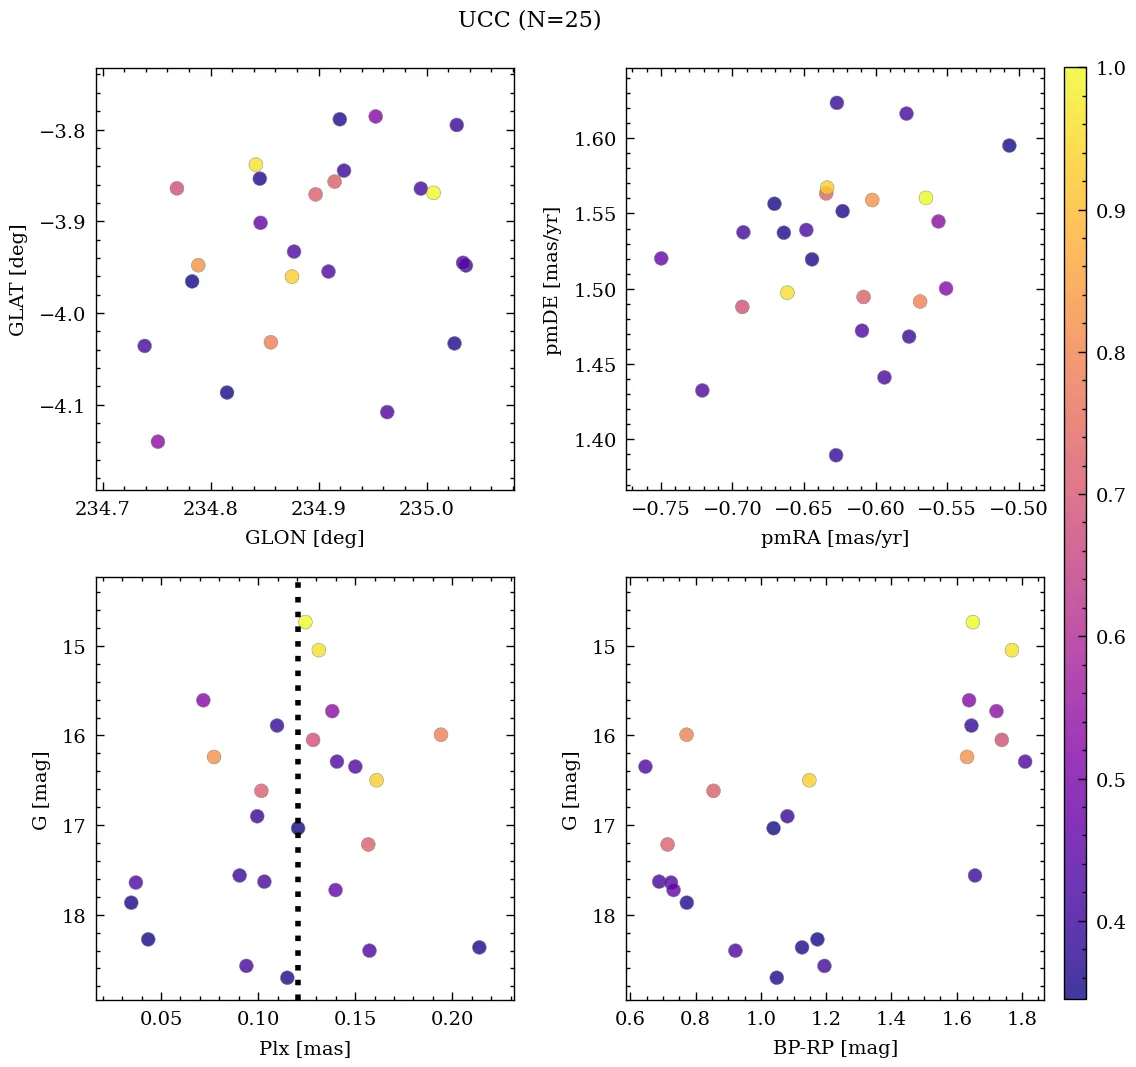 UCC (N=25)
−3.8
−3.9
−4.0
−4.1
GLAT [deg]
234.7 234.8 234.9 235.0
GLON [deg]
1.60
1.55
1.50
1.45
1.40
pmDE [mas/yr]
−0.75 −0.70 −0.65 −0.60 −0.55 −0.50
pmRA [mas/yr]
1.0
0.9
0.8
0.7
0.6
0.5
0.4
15
16
17
18
G [mag]
0.05 0.10 0.15 0.20
Plx [mas]
15
16
17
18
G [mag]
0.6 0.8 1.0 1.2 1.4 1.6 1.8
BP-RP [mag]